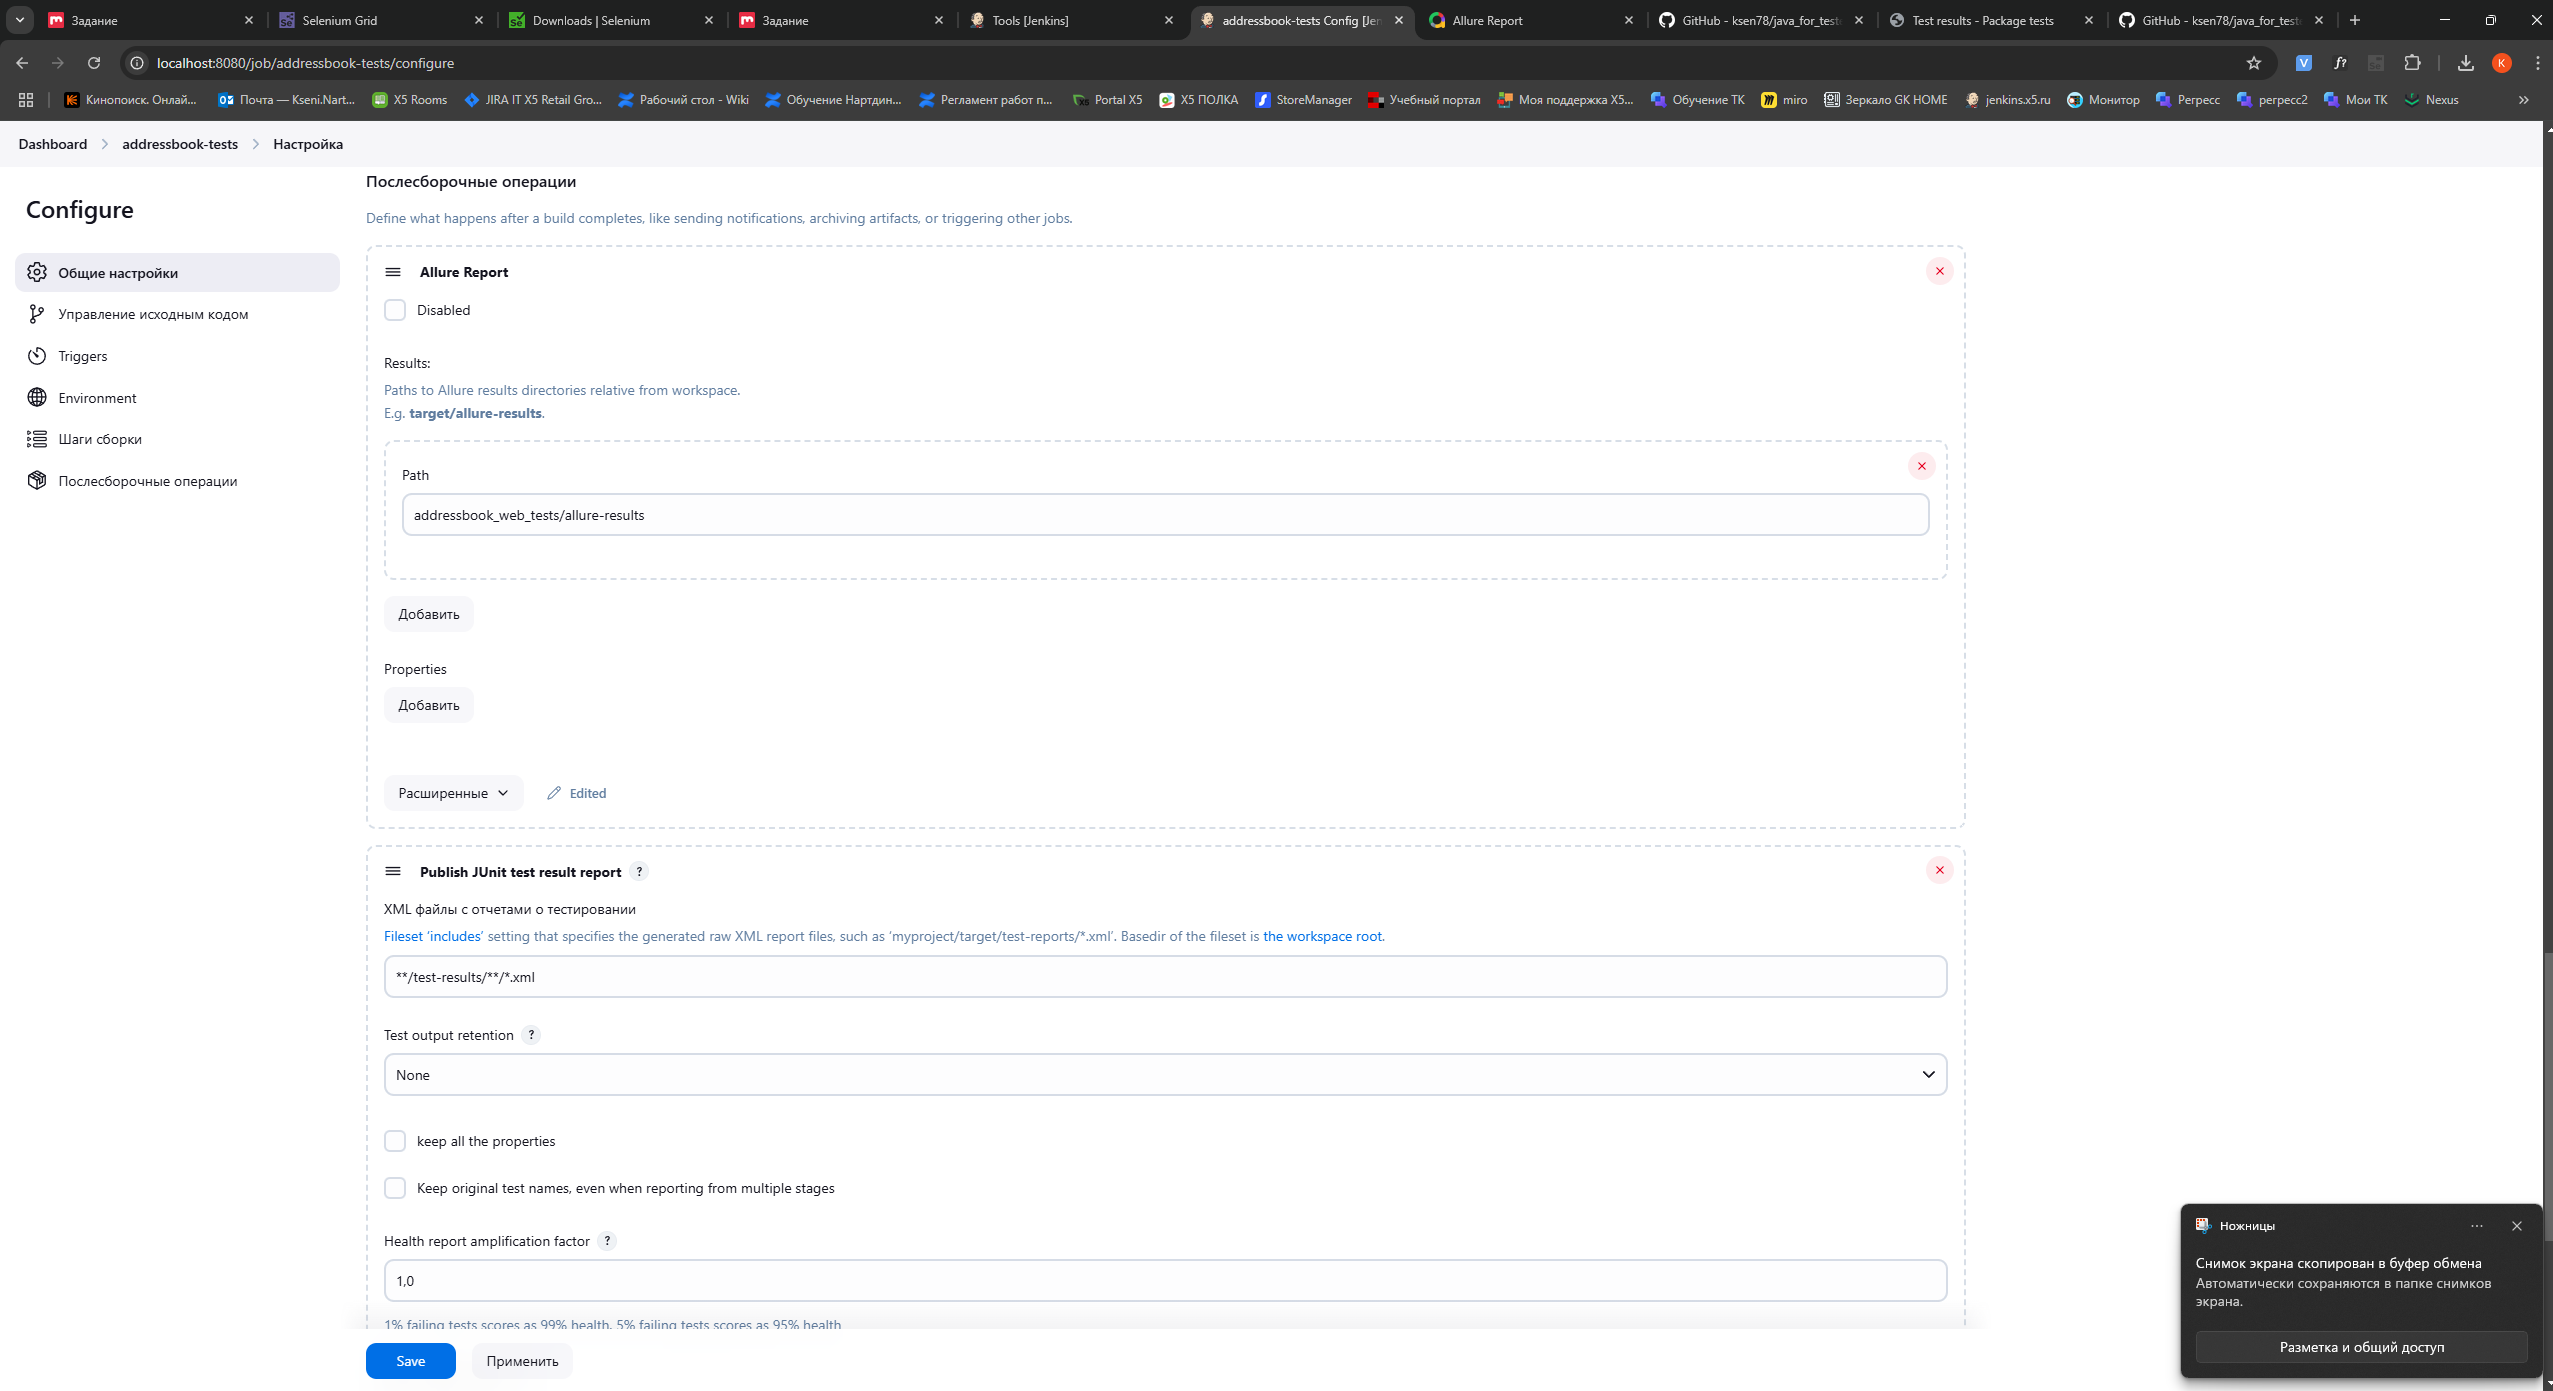 Задание
Selenium Grid
Downloads | Selenium
Задание
Tools [Jenkins]
addressbook-tests Config [Jen
Allure Report
GitHub - ksen78/java_for_test
Test results - Package tests
GitHub - ksen78/java_for_test
localhost:8080/job/addressbook-tests/configure
Кинопоиск. Онлай...
Почта — Kseni.Nart...
X5 Rooms
JIRA IT X5 Retail Gro...
Рабочий стол - Wiki
Обучение Нартдин...
Регламент работ п...
Portal X5
X5 ПОЛКА
StoreManager
Учебный портал
Моя поддержка X5...
Обучение ТК
miro
Зеркало GK HOME
jenkins.x5.ru
Монитор
Регресс
регресс2
Мои ТК
Nexus
Dashboard
addressbook-tests
Настройка
Configure
Общие настройки
Управление исходным кодом
Triggers
Environment
Шаги сборки
Послесборочные операции
Послесборочные операции
Define what happens after a build completes, like sending notifications, archiving artifacts, or triggering other jobs.
Allure Report
Disabled
Results:
Paths to Allure results directories relative from workspace.
E.g. target/allure-results.
Path
addressbook_web_tests/allure-results
Добавить
Properties
Добавить
Расширенные
Edited
Publish JUnit test result report ?
XML файлы с отчетами о тестировании
Fileset ‘includes’ setting that specifies the generated raw XML report files, such as ‘myproject/target/test-reports/*.xml’. Basedir of the fileset is the workspace root.
**/test-results/**/*.xml
Test output retention ?
None
keep all the properties
Keep original test names, even when reporting from multiple stages
Health report amplification factor ?
1,0
1% failing tests scores as 99% health. 5% failing tests scores as 95% health
Save
Применить
Ножницы
Снимок экрана скопирован в буфер обмена
Автоматически сохраняются в папке снимков
экрана.
Разметка и общий доступ